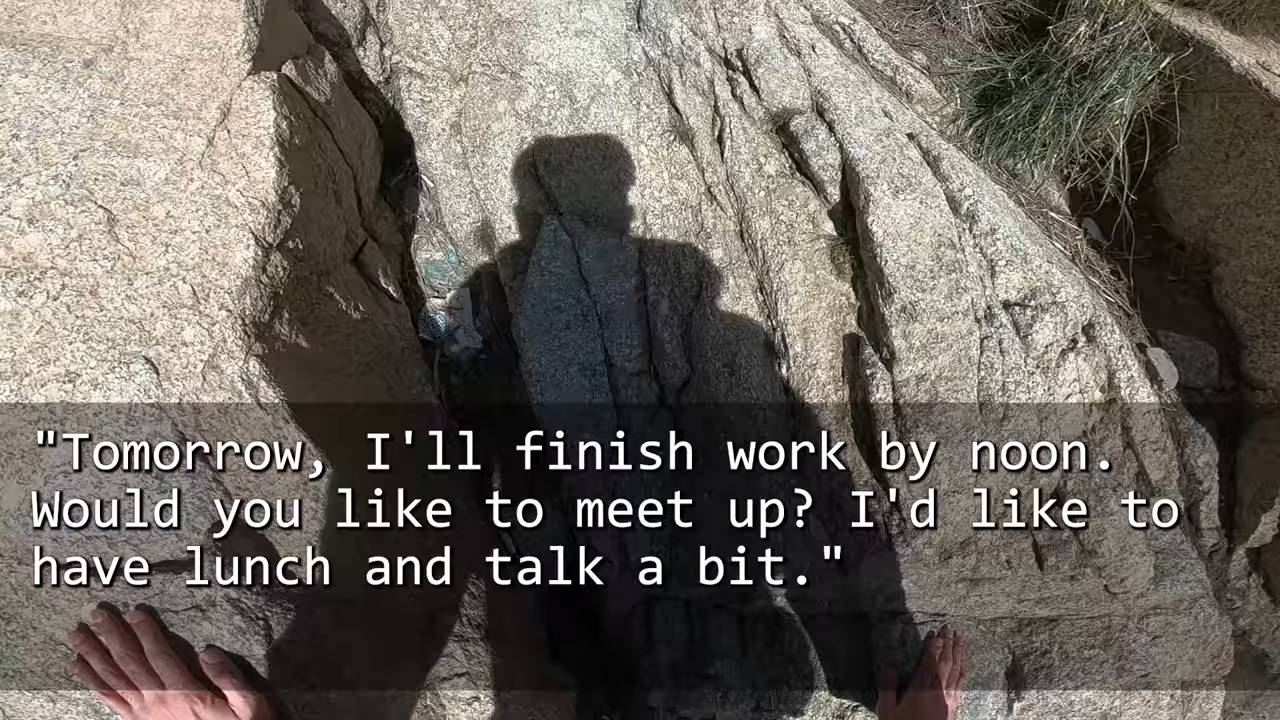 "Tomorrow, I'll finish work by noon.
Would you like to meet up? I'd like to
have lunch and talk a bit."